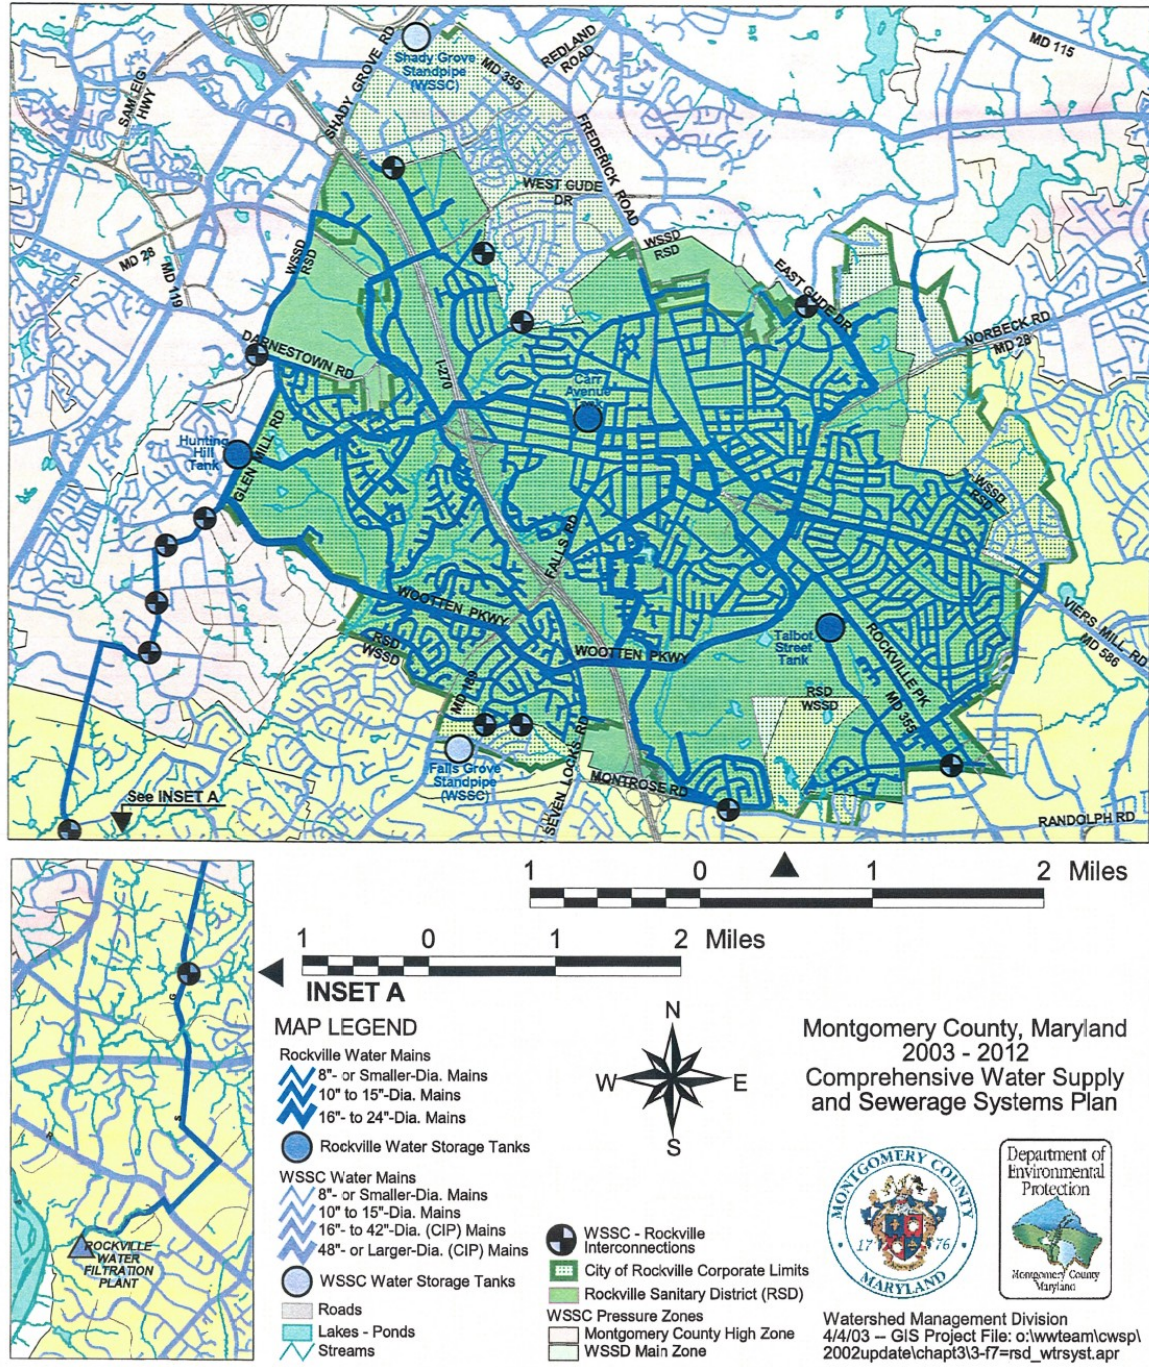 SHADY GROVE RD
Shady Grove
Standpipe
(WSSC)
MD 355
REDLAND
ROAD
MD 115
SAM EIG
HWY
FREDERICK ROAD
WEST GUDE
DR
WSSD
RSD
WSSD
RSD
MD 28
MD 119
EAST GUDE DR
NORBECK RD
MD 28
DARNESTOWN RD
I-270
Carr
Avenue
Hunting
Hill
Tank
GLEN MILL RD
WSSD
RSD
FALLS RD
WOOTTEN PKWY
RSD
WSSD
WOOTTEN PKWY
Talbot
Street
Tank
ROCKVILLE PK
MD 355
VIERS MILL RD
MD 586
RSD
WSSD
MD 189
Falls Grove
Standpipe
(WSSC)
SEVEN LOCKS RD
MONTROSE RD
RANDOLPH RD
See INSET A
1 0 1 2 Miles
1 0 1 2 Miles
INSET A
G
S
R
ROCKVILLE
WATER
FILTRATION
PLANT
MAP LEGEND
Rockville Water Mains
8"- or Smaller-Dia. Mains
10" to 15"-Dia. Mains
16"- to 24"-Dia. Mains
Rockville Water Storage Tanks
WSSC Water Mains
8"- or Smaller-Dia. Mains
10" to 15"-Dia. Mains
16"- to 42"-Dia. (CIP) Mains
48"- or Larger-Dia. (CIP) Mains
WSSC Water Storage Tanks
Roads
Lakes - Ponds
Streams
N
W E
S
WSSC - Rockville
Interconnections
City of Rockville Corporate Limits
Rockville Sanitary District (RSD)
WSSC Pressure Zones
Montgomery County High Zone
WSSD Main Zone
Montgomery County, Maryland
2003 - 2012
Comprehensive Water Supply
and Sewerage Systems Plan
MONTGOMERY COUNTY
17 76
MARYLAND
Department of
Environmental
Protection
Montgomery County
Maryland
Watershed Management Division
4/4/03 -- GIS Project File: o:\wwteam\cwsp\
2002update\chapt3\3-f7=rsd_wtrsyst.apr